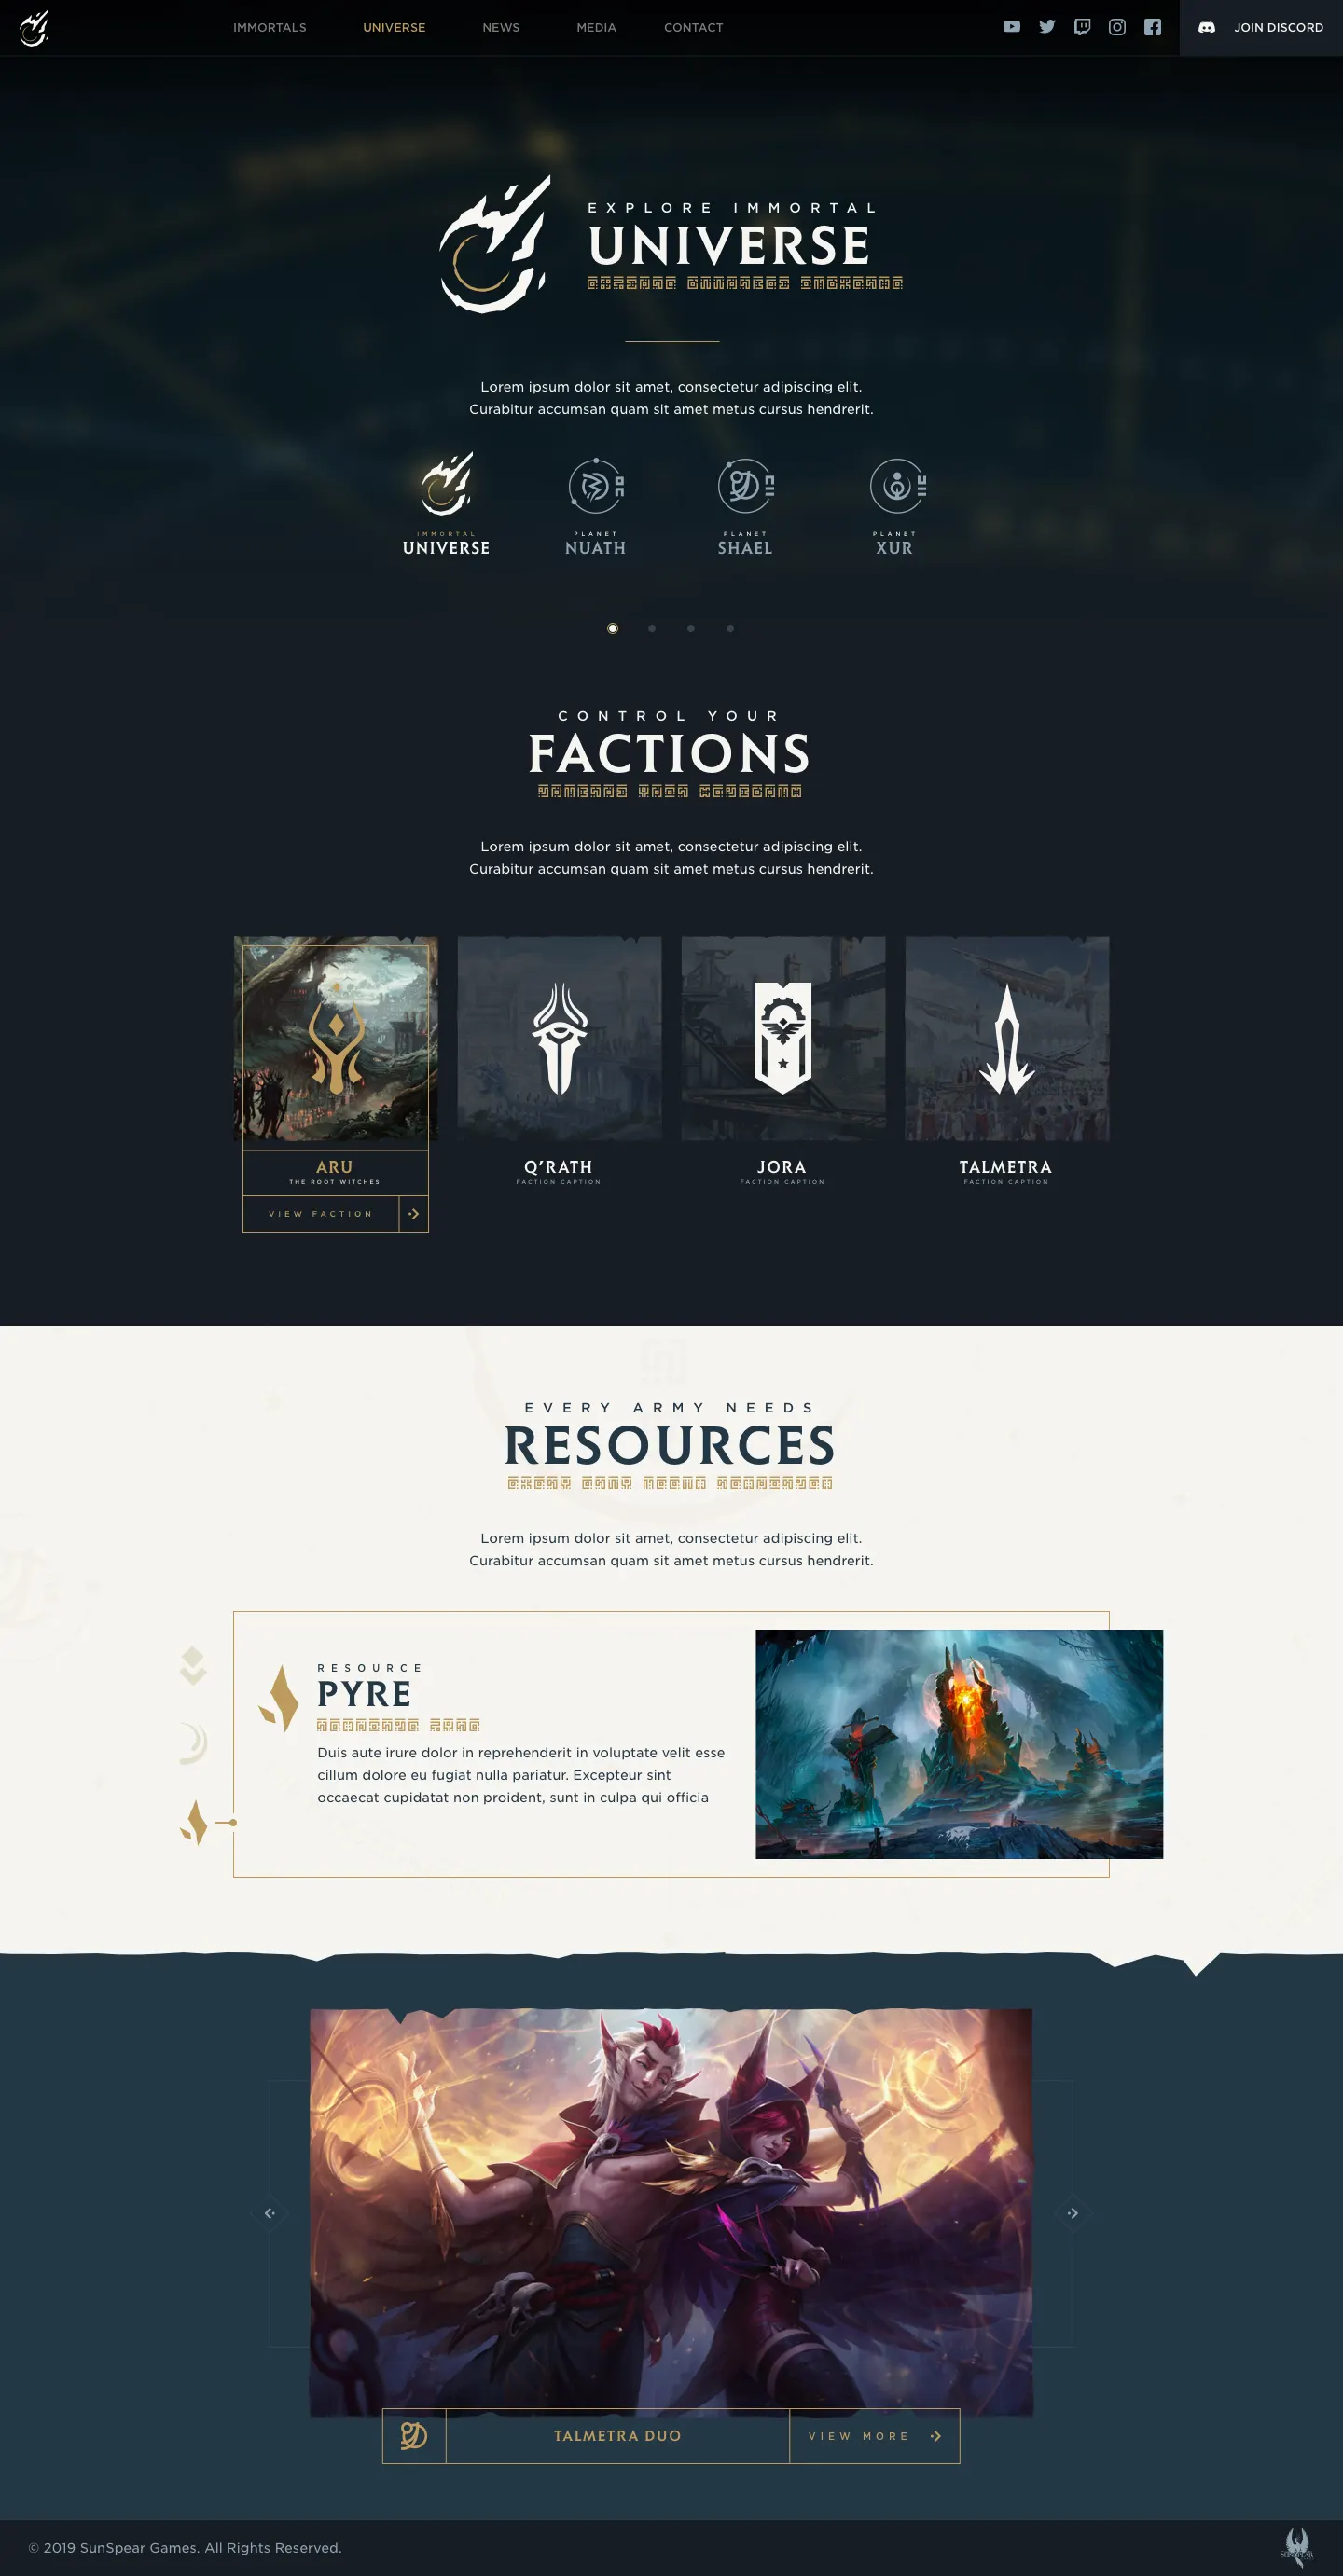 IMMORTALS UNIVERSE NEWS MEDIA CONTACT JOIN DISCORD
EXPLORE IMMORTAL
UNIVERSE
Lorem ipsum dolor sit amet, consectetur adipiscing elit.
Curabitur accumsan quam sit amet metus cursus hendrerit.
IMMORTAL
UNIVERSE
PLANET
NUATH
PLANET
SHAEL
PLANET
XUR
CONTROL YOUR
FACTIONS
Lorem ipsum dolor sit amet, consectetur adipiscing elit.
Curabitur accumsan quam sit amet metus cursus hendrerit.
ARU
THE ROOT WITCHES
VIEW FACTION
Q’RATH
FACTION CAPTION
JORA
FACTION CAPTION
TALMETRA
FACTION CAPTION
EVERY ARMY NEEDS
RESOURCES
Lorem ipsum dolor sit amet, consectetur adipiscing elit.
Curabitur accumsan quam sit amet metus cursus hendrerit.
RESOURCE
PYRE
Duis aute irure dolor in reprehenderit in voluptate velit esse
cillum dolore eu fugiat nulla pariatur. Excepteur sint
occaecat cupidatat non proident, sunt in culpa qui officia
TALMETRA DUO
VIEW MORE
© 2019 SunSpear Games. All Rights Reserved.
SUNSPEAR